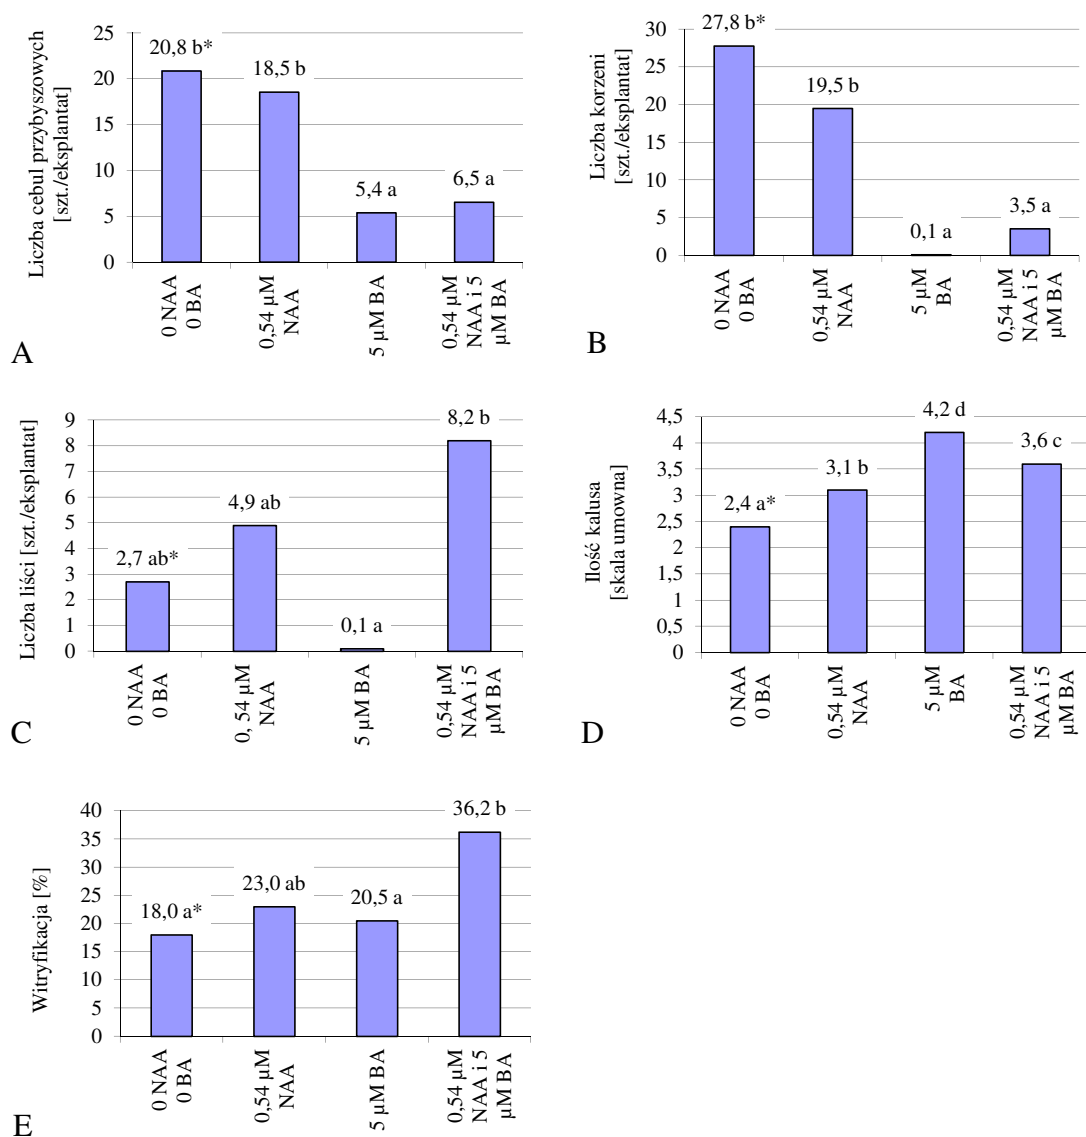 Liczba cebul przybyszowych
[szt./eksplantat]
25
20
15
10
5
0
20,8 b*
18,5 b
5,4 a
6,5 a
0 NAA
0 BA
0,54 µM
NAA
5 µM BA
0,54 µM
NAA i 5
µM BA
A
Liczba korzeni
[szt./eksplantat]
30
25
20
15
10
5
0
27,8 b*
19,5 b
0,1 a
3,5 a
0 NAA
0 BA
0,54 µM
NAA
5 µM
BA
0,54 µM
NAA i 5
µM BA
B
Liczba liści [szt./eksplantat]
9
8
7
6
5
4
3
2
1
0
2,7 ab*
4,9 ab
0,1 a
8,2 b
0 NAA
0 BA
0, 54 µM
NAA
5 µM BA
0,54 µM
NAA i 5
µM BA
C
Ilość kalusa
[skala umowna]
4,5
4
3,5
3
2,5
2
1,5
1
0,5
0
2,4 a*
3,1 b
4,2 d
3,6 c
0 NAA
0 BA
0,54 µM
NAA
5 µM
BA
0,54 µM
NAA i 5
µM BA
D
Witryfikacja [%]
40
35
30
25
20
15
10
5
0
18,0 a*
23,0 ab
20,5 a
36,2 b
0 NAA
0 BA
0,54 µM
NAA
5 µM BA
0,54 µM
NAA i 5
µM BA
E